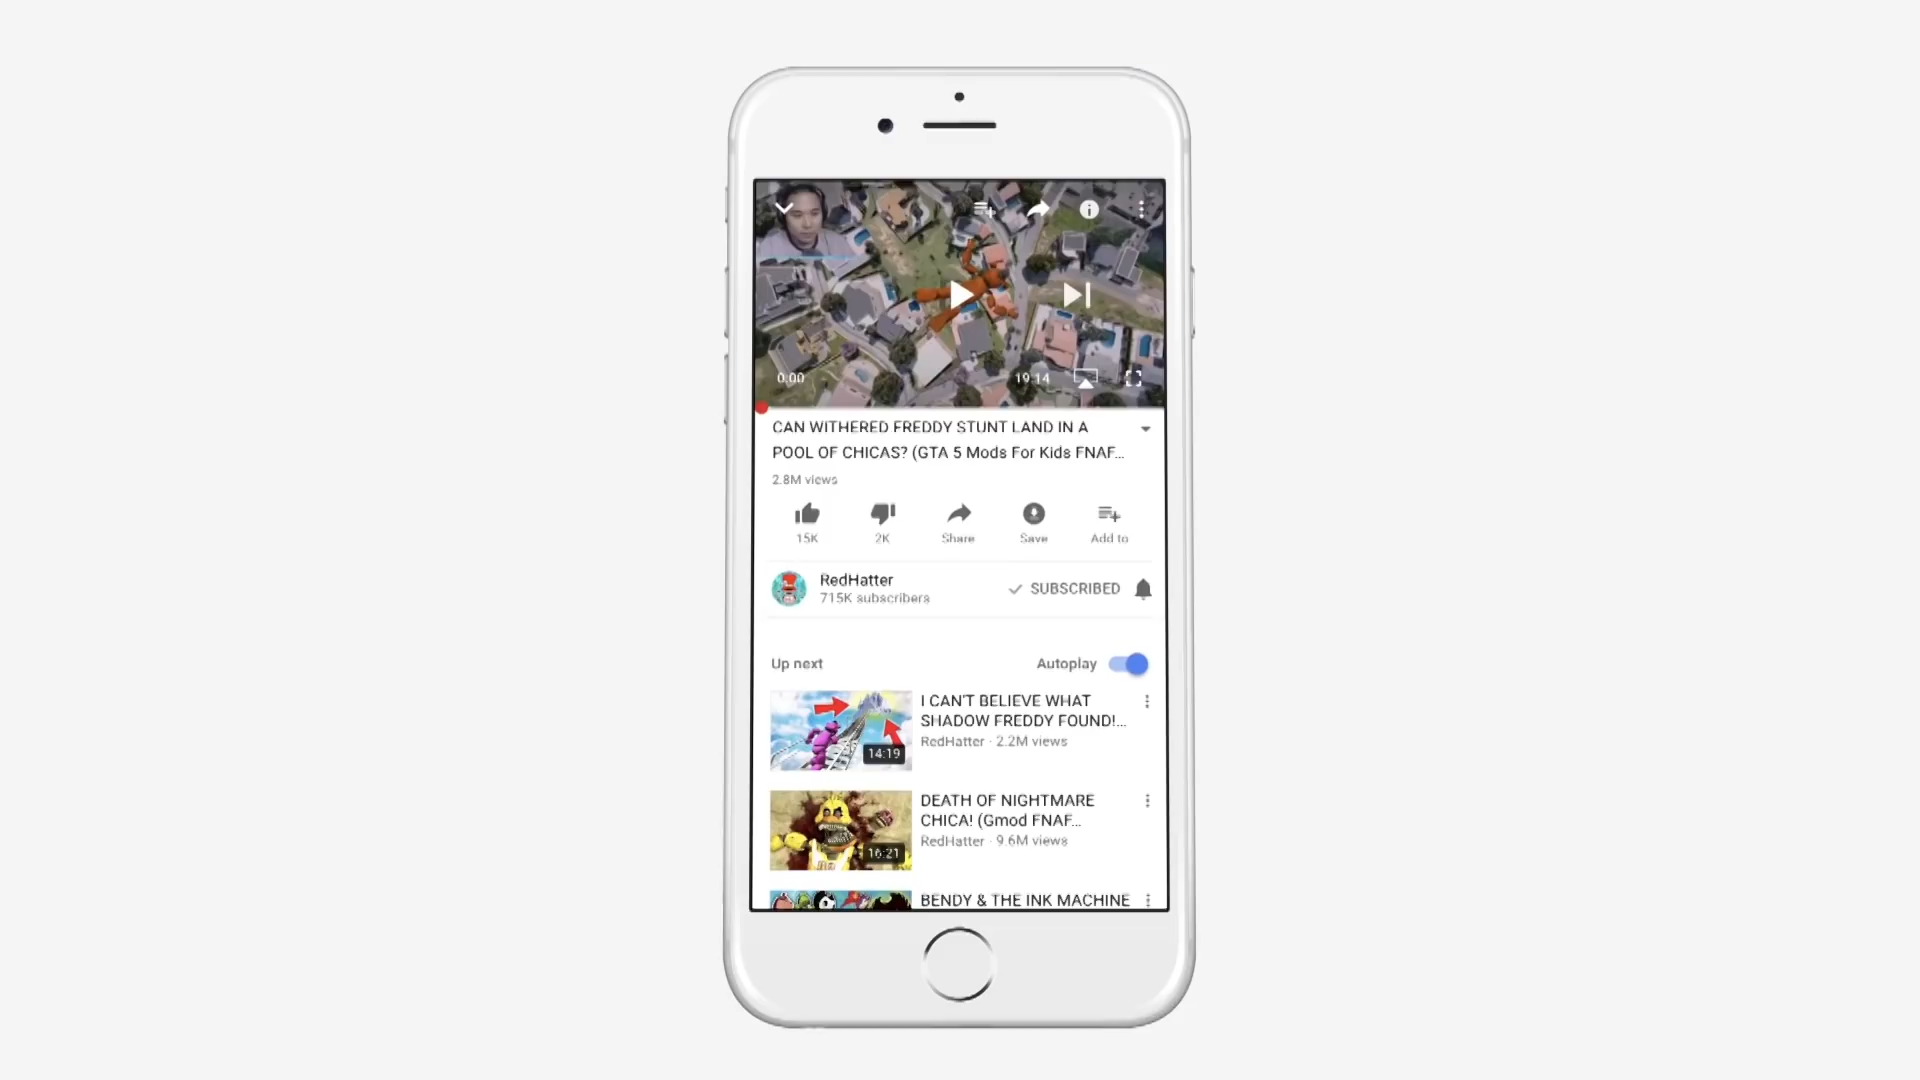 0:00
19:14
CAN WITHERED FREDDY STUNT LAND IN A
POOL OF CHICAS? (GTA 5 Mods For Kids FNAF...
2.8M views
15K
2K
Share
Save
Add to
RedHatter
715K subscribers
SUBSCRIBED
Up next
Autoplay
I CAN'T BELIEVE WHAT
SHADOW FREDDY FOUND!...
RedHatter · 2.2M views
14:19
DEATH OF NIGHTMARE
CHICA! (Gmod FNAF...
RedHatter · 9.6M views
16:21
BENDY & THE INK MACHINE